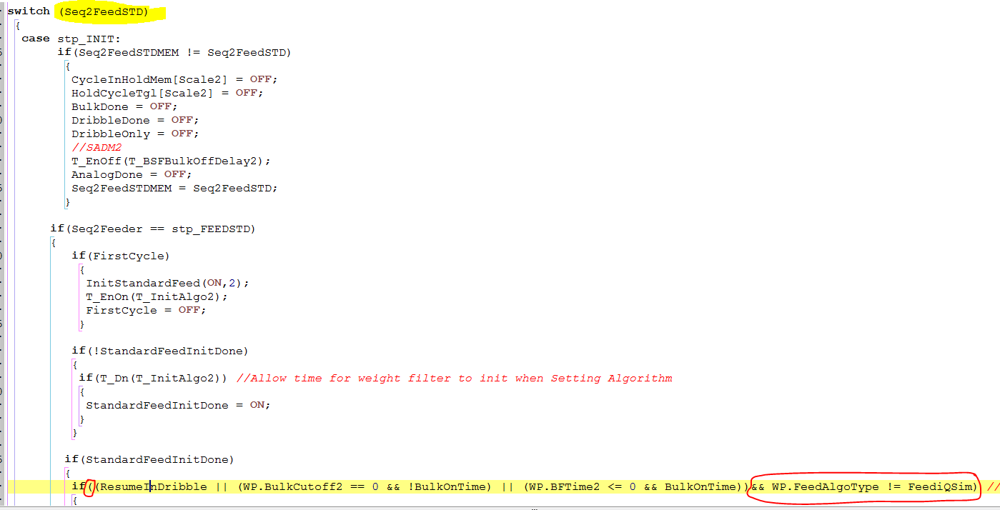 switch (Seq2FeedSTD)
{
case stp_INIT:
if(Seq2FeedSTDMEM != Seq2FeedSTD)
{
CycleInHoldMem[Scale2] = OFF;
HoldCycleTgl[Scale2] = OFF;
BulkDone = OFF;
DribbleDone = OFF;
DribbleOnly = OFF;
//SADM2
T_EnOff(T_BSFBulkOffDelay2);
AnalogDone = OFF;
Seq2FeedSTDMEM = Seq2FeedSTD;
}
if(Seq2Feeder == stp_FEEDSTD)
{
if(FirstCycle)
{
InitStandardFeed(ON,2);
T_EnOn(T_InitAlgo2);
FirstCycle = OFF;
}
if(!StandardFeedInitDone)
{
if(T_Dn(T_InitAlgo2)) //Allow time for weight filter to init when Setting Algorithm
{
StandardFeedInitDone = ON;
}
}
if(StandardFeedInitDone)
{
if((ResumeInDribble || (WP.BulkCutoff2 == 0 && !BulkOnTime) || (WP.BFTime2 <= 0 && BulkOnTime))&& WP.FeedAlgoType != FeediQSim) //
{